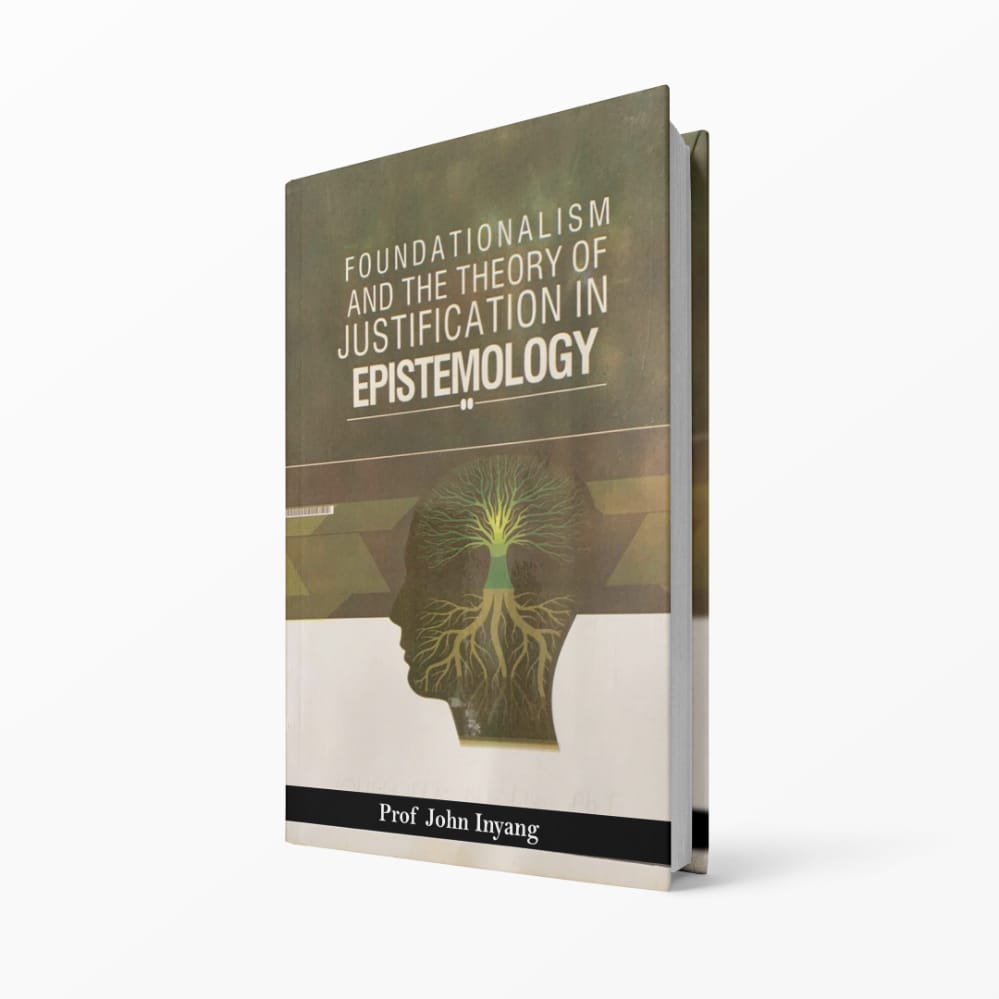 FOUNDATIONALISM
AND THE THEORY OF
JUSTIFICATION IN
EPISTEMOLOGY
Prof John Inyang